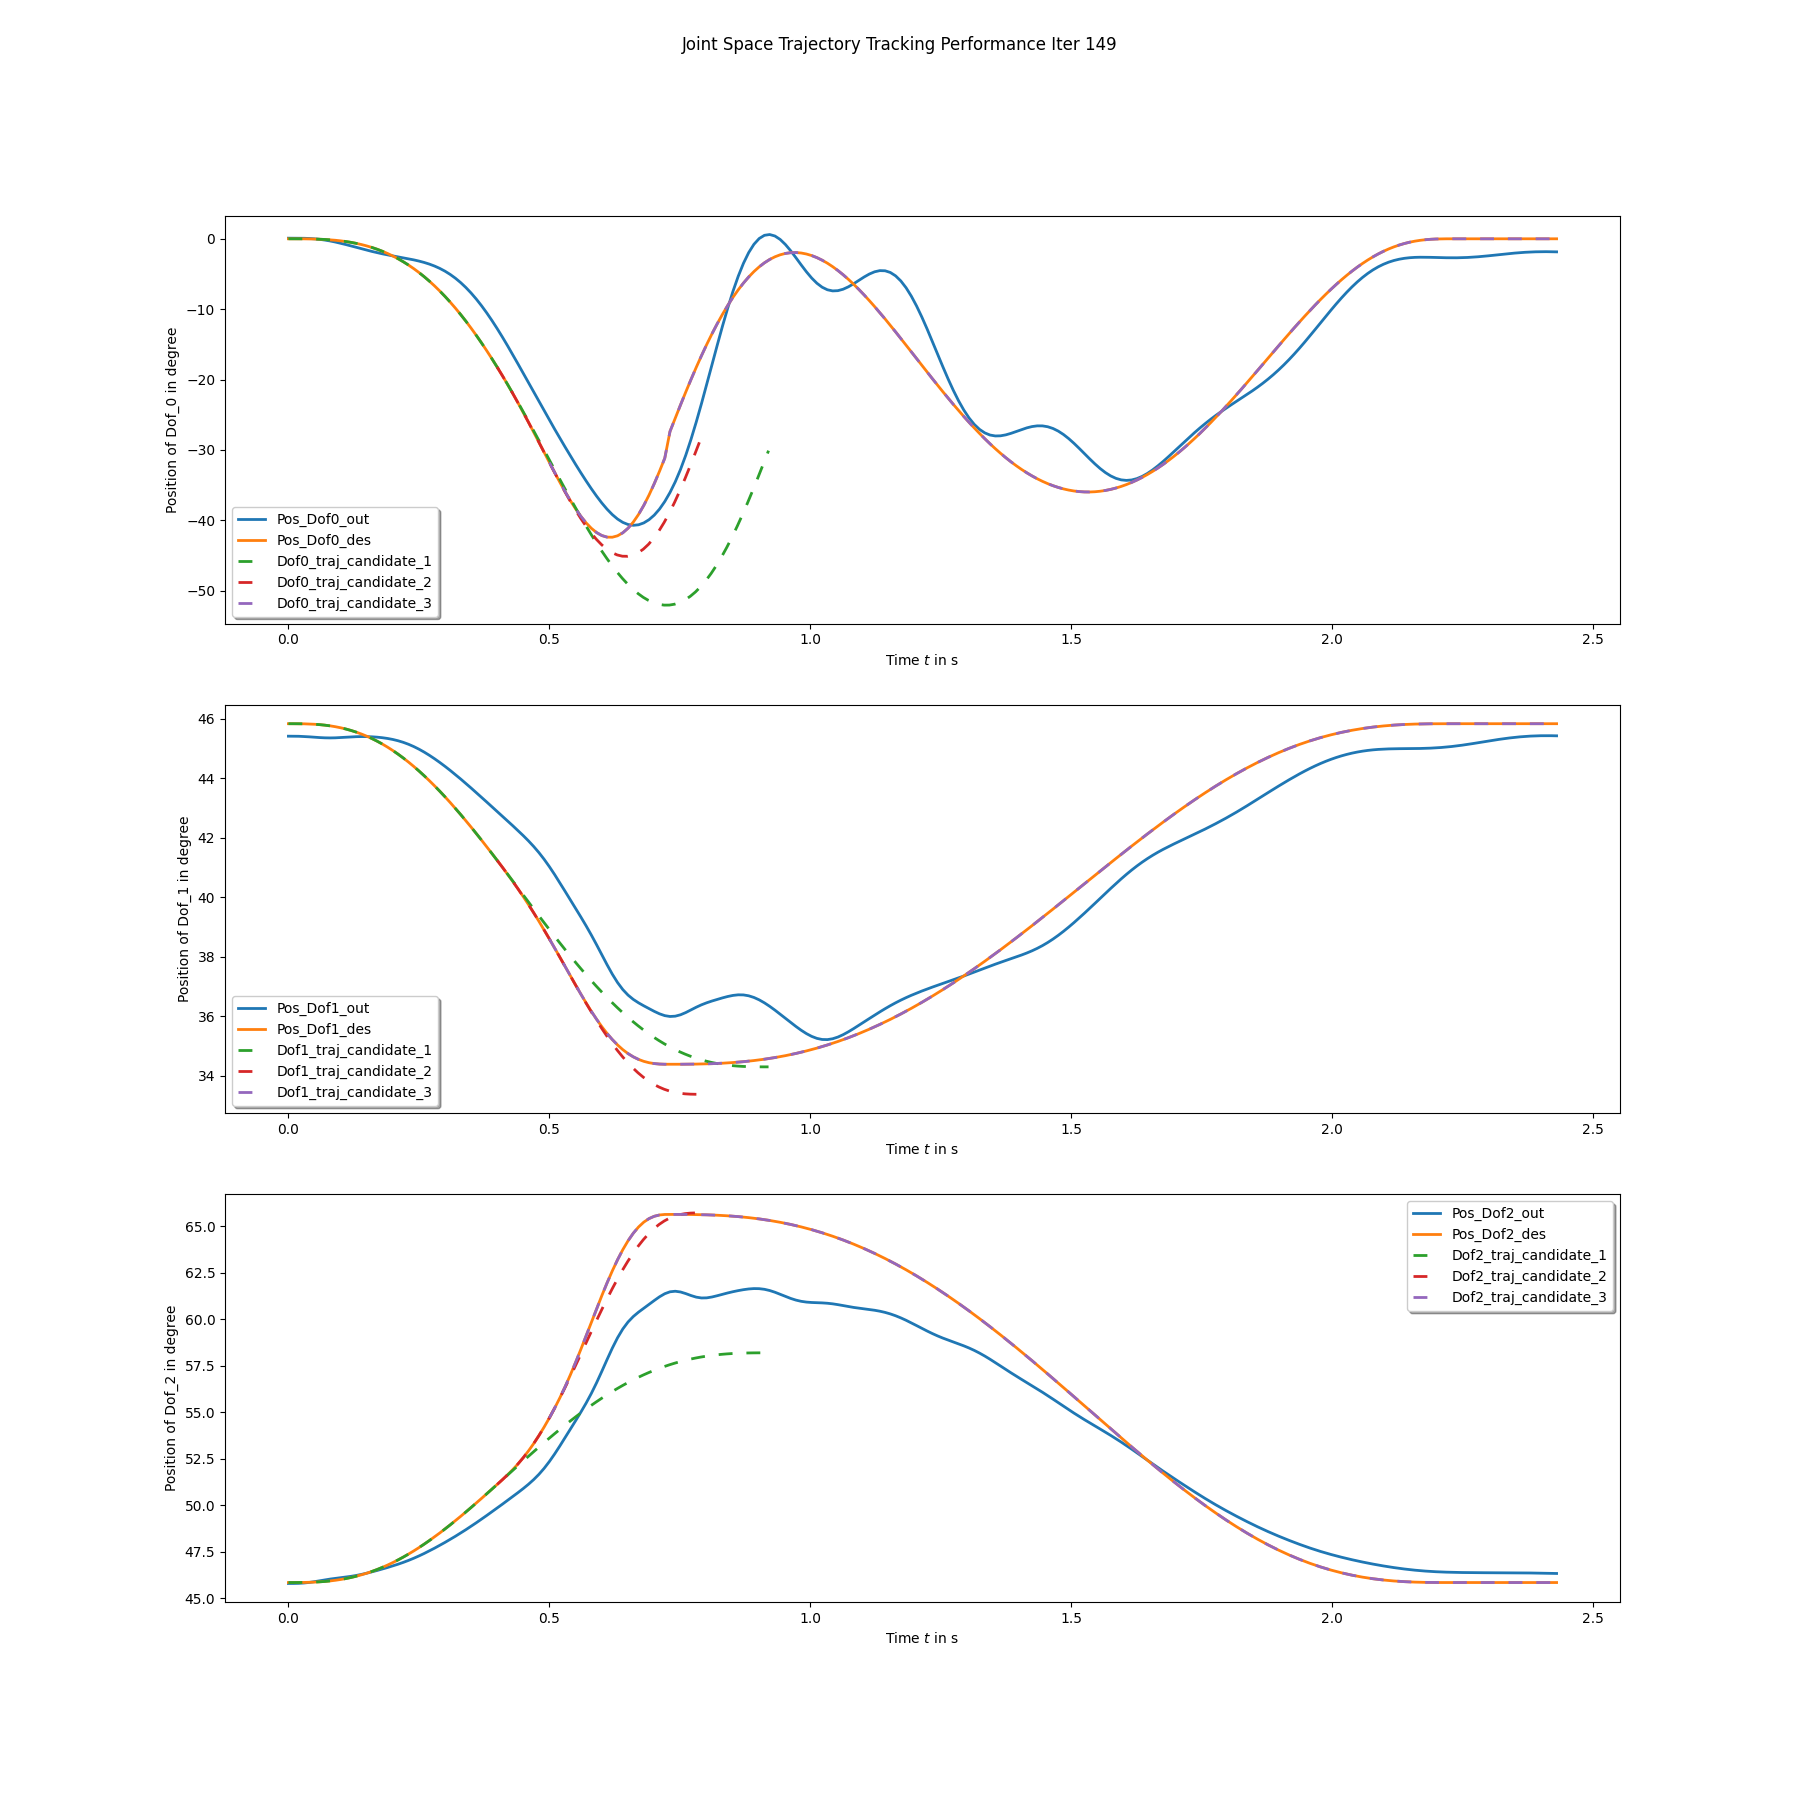 Joint Space Trajectory Tracking Performance Iter 149
Position of Dof_0 in degree
0
−10
−20
−30
−40
−50
Pos_Dof0_out
Pos_Dof0_des
Dof0_traj_candidate_1
Dof0_traj_candidate_2
Dof0_traj_candidate_3
0.0 0.5 1.0 1.5 2.0 2.5
Time t in s
Position of Dof_1 in degree
46
44
42
40
38
36
34
Pos_Dof1_out
Pos_Dof1_des
Dof1_traj_candidate_1
Dof1_traj_candidate_2
Dof1_traj_candidate_3
0.0 0.5 1.0 1.5 2.0 2.5
Time t in s
Position of Dof_2 in degree
65.0
62.5
60.0
57.5
55.0
52.5
50.0
47.5
45.0
Pos_Dof2_out
Pos_Dof2_des
Dof2_traj_candidate_1
Dof2_traj_candidate_2
Dof2_traj_candidate_3
0.0 0.5 1.0 1.5 2.0 2.5
Time t in s